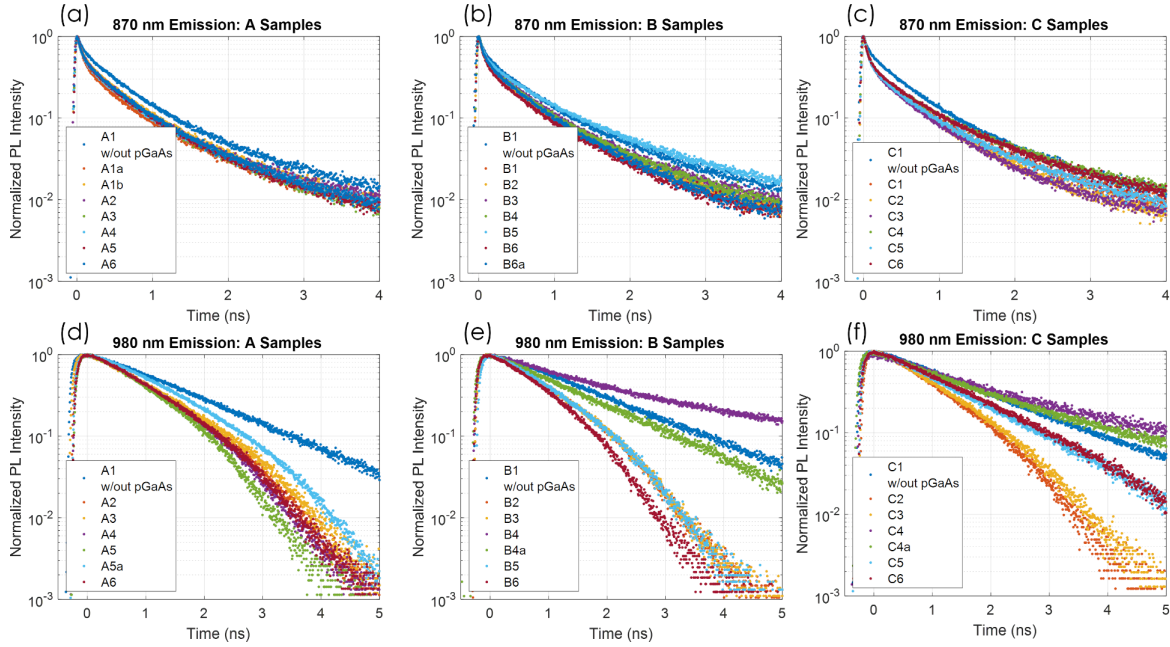 (a)
870 nm Emission: A Samples
Normalized PL Intensity
10^0
10^-1
10^-2
10^-3
A1
w/out pGaAs
A1a
A1b
A2
A3
A4
A5
A6
0 1 2 3 4
Time (ns)
(b)
870 nm Emission: B Samples
Normalized PL Intensity
10^0
10^-1
10^-2
10^-3
B1
w/out pGaAs
B1
B2
B3
B4
B5
B6
B6a
0 1 2 3 4
Time (ns)
(c)
870 nm Emission: C Samples
Normalized PL Intensity
10^0
10^-1
10^-2
10^-3
C1
w/out pGaAs
C1
C2
C3
C4
C5
C6
0 1 2 3 4
Time (ns)
(d)
980 nm Emission: A Samples
Normalized PL Intensity
10^0
10^-1
10^-2
10^-3
A1
w/out pGaAs
A2
A3
A4
A5
A5a
A6
0 1 2 3 4 5
Time (ns)
(e)
980 nm Emission: B Samples
Normalized PL Intensity
10^0
10^-1
10^-2
10^-3
B1
w/out pGaAs
B2
B3
B4
B4a
B5
B6
0 1 2 3 4 5
Time (ns)
(f)
980 nm Emission: C Samples
Normalized PL Intensity
10^0
10^-1
10^-2
10^-3
C1
w/out pGaAs
C2
C3
C4
C4a
C5
C6
0 1 2 3 4 5
Time (ns)